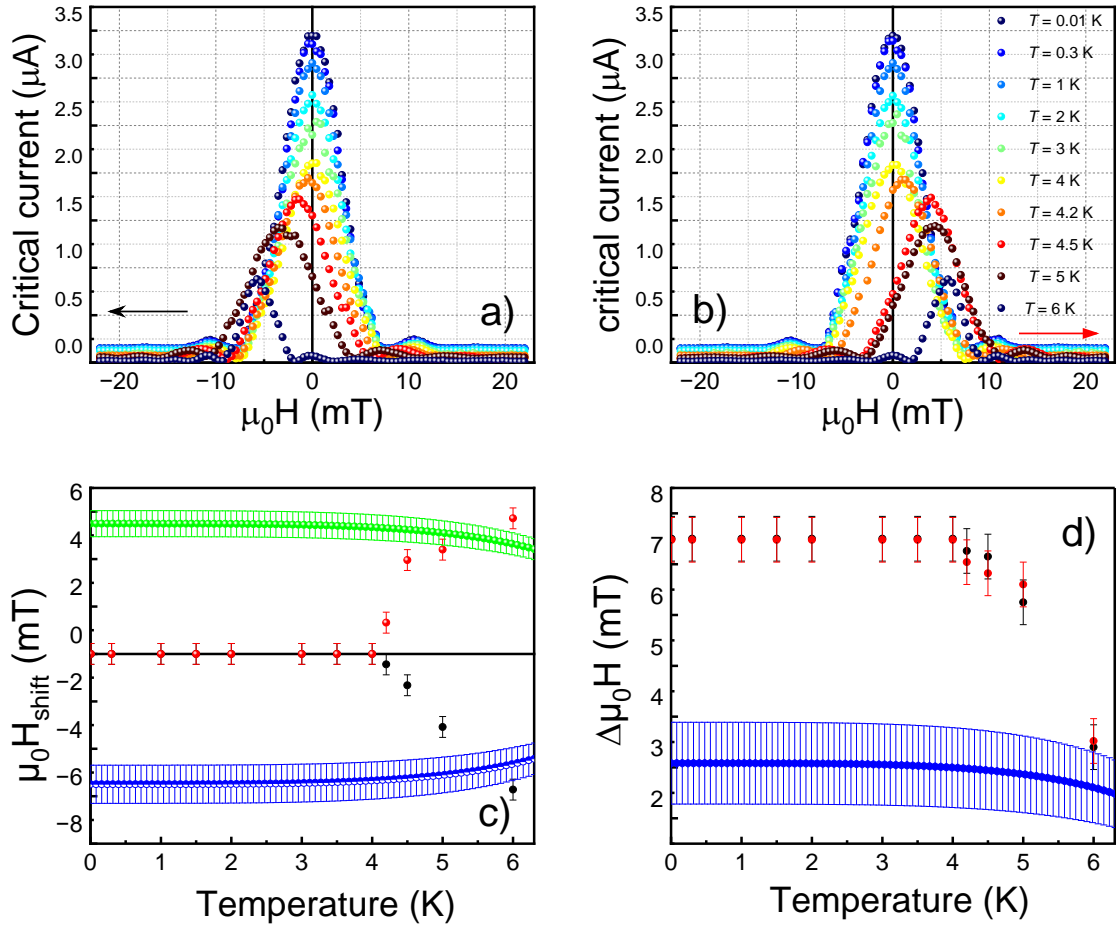 3.5
3.0
2.5
2.0
1.5
1.0
0.5
0.0
Critical current (μA)
a)
−20 −10 0 10 20
μ₀H (mT)
3.5
3.0
2.5
2.0
1.5
1.0
0.5
0.0
critical current (μA)
b)
T = 0.01 K
T = 0.3 K
T = 1 K
T = 2 K
T = 3 K
T = 4 K
T = 4.2 K
T = 4.5 K
T = 5 K
T = 6 K
−20 −10 0 10 20
μ₀H (mT)
6
4
2
0
−2
−4
−6
−8
μ₀H_shift (mT)
c)
0 1 2 3 4 5 6
Temperature (K)
8
7
6
5
4
3
2
1
Δμ₀H (mT)
d)
0 1 2 3 4 5 6
Temperature (K)